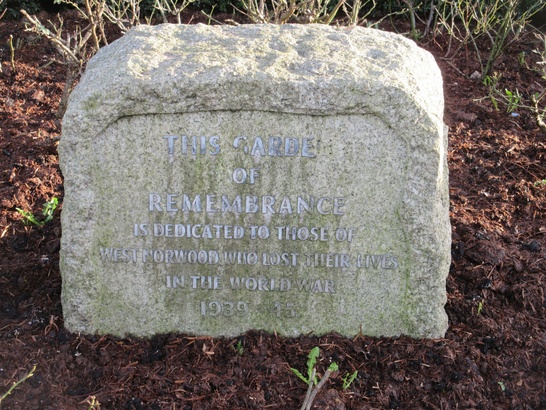 THIS GARDE
OF
REMEMBRANCE
IS DEDICATED TO THOSE OF
WEST NORWOOD WHO LOST THEIR LIVES
IN THE WORLD WAR
1939 45